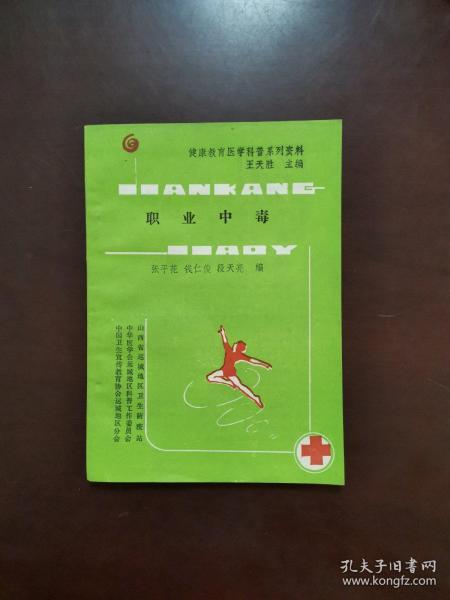 健康教育医学科普系列资料
王天胜 主编
JIANKANG
职业中毒
JIAOY
张平花 钱仁俊 段天亮 编
山西省运城地区卫生防疫站
中华医学会运城地区科普工作委员会
中国卫生宣传教育协会运城地区分会
孔夫子旧书网
www.kongfz.com